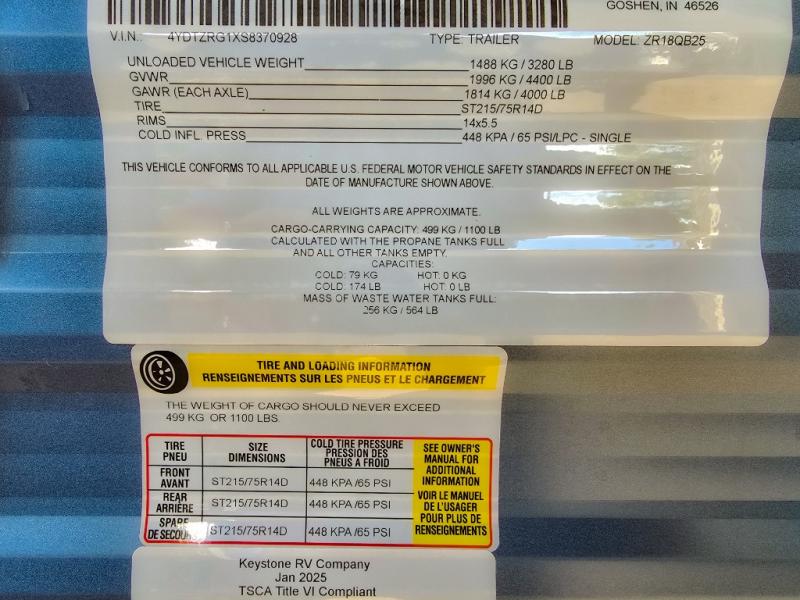 GOSHEN, IN 46526
V.I.N.: 4YDTZRG1XS8370928 TYPE: TRAILER MODEL: ZR18QB25
UNLOADED VEHICLE WEIGHT 1488 KG / 3280 LB
GVWR 1996 KG / 4400 LB
GAWR (EACH AXLE) 1814 KG / 4000 LB
TIRE ST215/75R14D
RIMS 14x5.5
COLD INFL. PRESS 448 KPA / 65 PSI/LPC - SINGLE
THIS VEHICLE CONFORMS TO ALL APPLICABLE U.S. FEDERAL MOTOR VEHICLE SAFETY STANDARDS IN EFFECT ON THE
DATE OF MANUFACTURE SHOWN ABOVE.
ALL WEIGHTS ARE APPROXIMATE.
CARGO-CARRYING CAPACITY: 499 KG / 1100 LB
CALCULATED WITH THE PROPANE TANKS FULL
AND ALL OTHER TANKS EMPTY.
CAPACITIES:
COLD: 79 KG HOT: 0 KG
COLD: 174 LB HOT: 0 LB
MASS OF WASTE WATER TANKS FULL:
256 KG / 564 LB
TIRE AND LOADING INFORMATION
RENSEIGNEMENTS SUR LES PNEUS ET LE CHARGEMENT
THE WEIGHT OF CARGO SHOULD NEVER EXCEED
499 KG OR 1100 LBS
TIRE
PNEU
SIZE
DIMENSIONS
COLD TIRE PRESSURE
PRESSION DES
PNEUS A FROID
FRONT
AVANT
ST215/75R14D
448 KPA /65 PSI
REAR
ARRIÈRE
ST215/75R14D
448 KPA /65 PSI
SPARE
DE SECOURS
ST215/75R14D
448 KPA /65 PSI
SEE OWNER'S
MANUAL FOR
ADDITIONAL
INFORMATION
VOIR LE MANUEL
DE L'USAGER
POUR PLUS DE
RENSEIGNEMENTS
Keystone RV Company
Jan 2025
TSCA Title VI Compliant